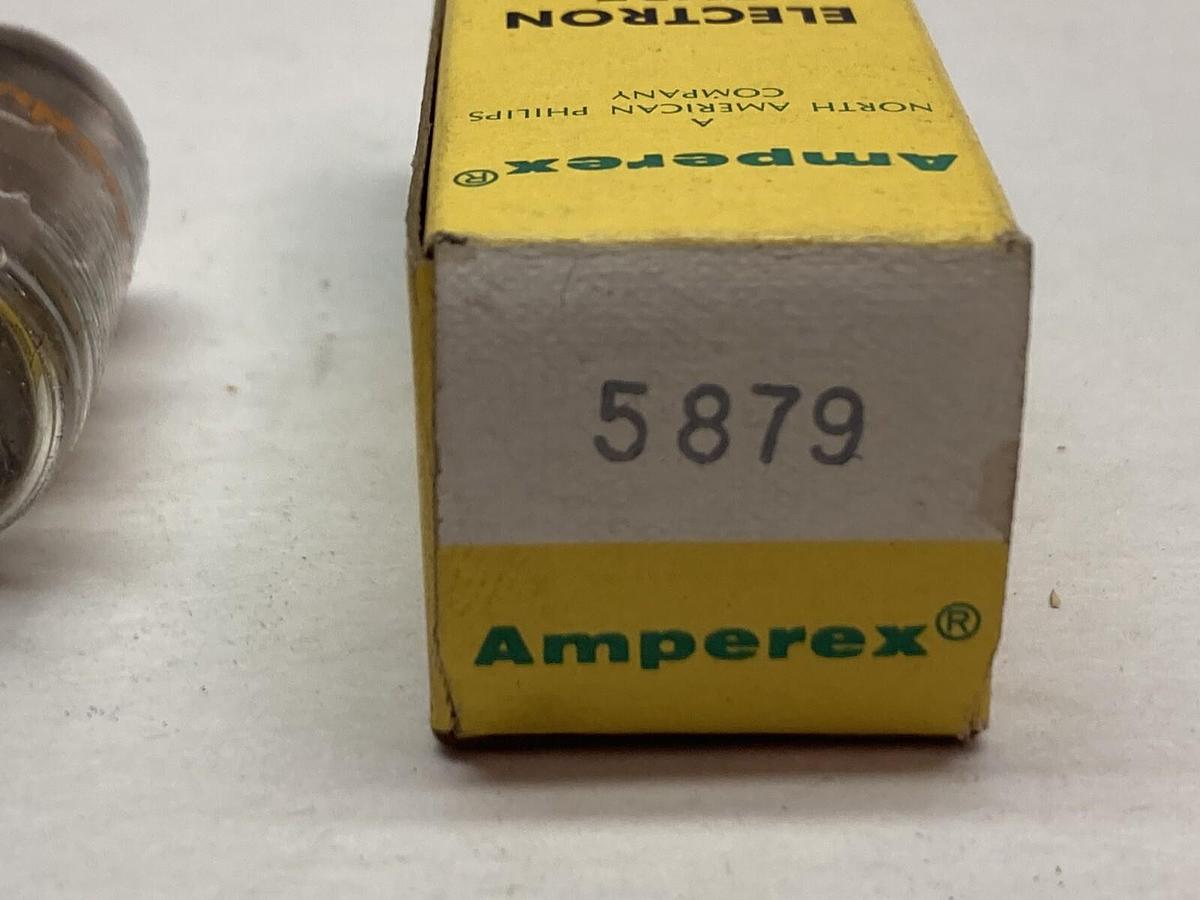 Amperex®
A
NORTH AMERICAN PHILIPS
COMPANY
ELECTRON
5879
Amperex®